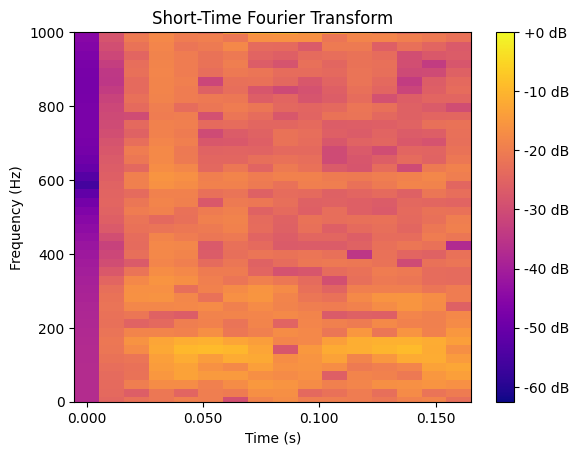 Short-Time Fourier Transform
Frequency (Hz)
1000
800
600
400
200
0
0.000
0.050
0.100
0.150
Time (s)
+0 dB
-10 dB
-20 dB
-30 dB
-40 dB
-50 dB
-60 dB